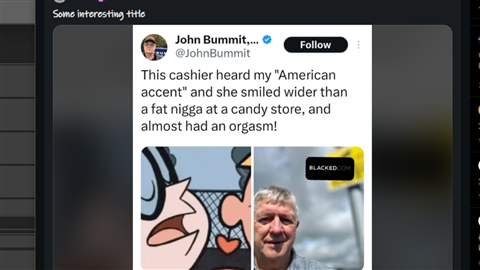 Some interesting title
John Bummit,...
Follow
@JohnBummit
This cashier heard my "American
accent" and she smiled wider than
a fat nigga at a candy store, and
almost had an orgasm!
BLACKED.COM